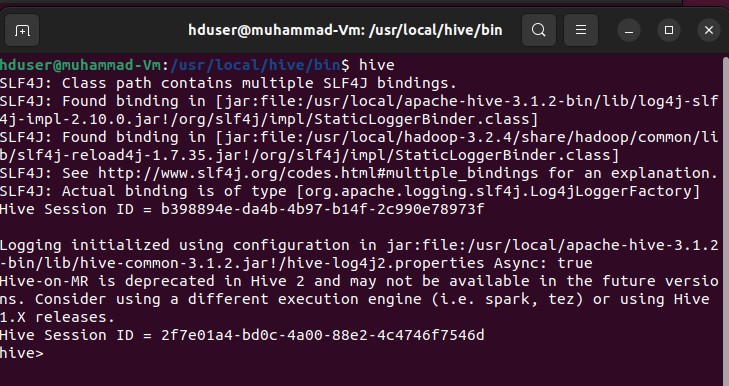 hduser@muhammad-Vm: /usr/local/hive/bin
hduser@muhammad-Vm:/usr/local/hive/bin$ hive
SLF4J: Class path contains multiple SLF4J bindings.
SLF4J: Found binding in [jar:file:/usr/local/apache-hive-3.1.2-bin/lib/log4j-slf
4j-impl-2.10.0.jar!/org/slf4j/impl/StaticLoggerBinder.class]
SLF4J: Found binding in [jar:file:/usr/local/hadoop-3.2.4/share/hadoop/common/li
b/slf4j-reload4j-1.7.35.jar!/org/slf4j/impl/StaticLoggerBinder.class]
SLF4J: See http://www.slf4j.org/codes.html#multiple_bindings for an explanation.
SLF4J: Actual binding is of type [org.apache.logging.slf4j.Log4jLoggerFactory]
Hive Session ID = b398894e-da4b-4b97-b14f-2c990e78973f
Logging initialized using configuration in jar:file:/usr/local/apache-hive-3.1.2
-bin/lib/hive-common-3.1.2.jar!/hive-log4j2.properties Async: true
Hive-on-MR is deprecated in Hive 2 and may not be available in the future versio
ns. Consider using a different execution engine (i.e. spark, tez) or using Hive
1.X releases.
Hive Session ID = 2f7e01a4-bd0c-4a00-88e2-4c4746f7546d
hive>